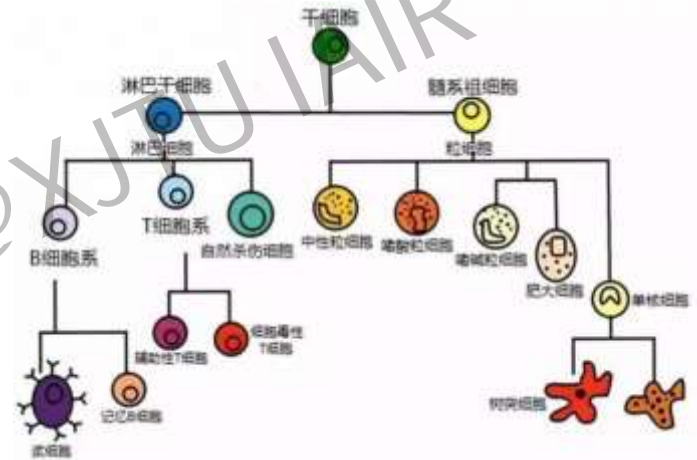 干细胞
淋巴干细胞
髓系祖细胞
淋巴细胞
粒细胞
B细胞系
T细胞系
自然杀伤细胞
中性粒细胞
嗜酸粒细胞
嗜碱粒细胞
肥大细胞
单核细胞
辅助性T细胞
细胞毒性
T细胞
浆细胞
记忆B细胞
树突细胞
@XJTU IAIR